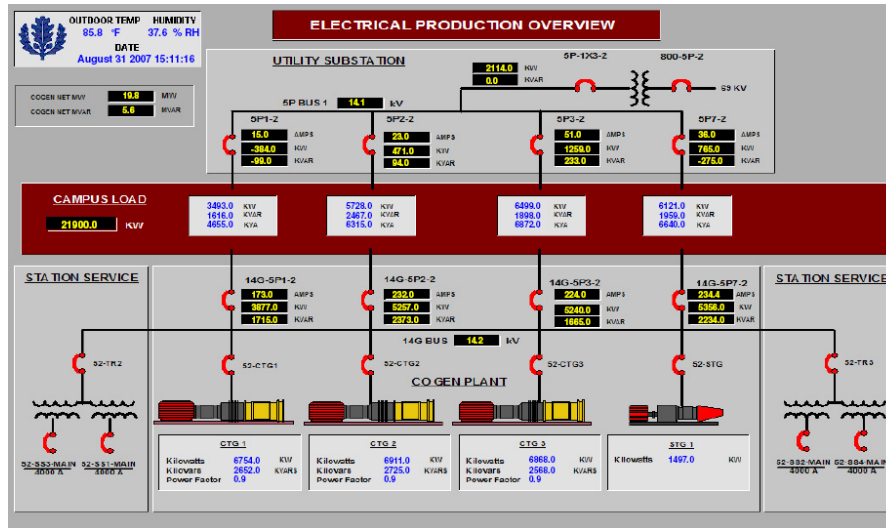 OUTDOOR TEMP HUMIDITY
85.8 °F 37.6 % RH
DATE
August 31 2007 15:11:16
ELECTRICAL PRODUCTION OVERVIEW
COGEN NET MW 19.8 MW
COGEN NET MVAR 5.6 MVAR
UTILITY SUBSTATION
2114.0 KW
0.0 KVAR
5P-1X3-2 800-5P-2
69 KV
5P BUS 1 14.1 kV
5P1-2 5P2-2 5P3-2 5P7-2
15.0 AMPS 23.0 AMPS 51.0 AMPS 36.0 AMPS
-384.0 KW 471.0 KW 1259.0 KW 765.0 KW
-99.0 KVAR 94.0 KVAR 233.0 KVAR -275.0 KVAR
CAMPUS LOAD
21900.0 KW
3493.0 KW 5728.0 KW 6499.0 KW 6121.0 KW
1616.0 KVAR 2467.0 KVAR 1898.0 KVAR 1959.0 KVAR
4655.0 KVA 6315.0 KVA 6872.0 KVA 6640.0 KVA
STATION SERVICE
14G-5P1-2 14G-5P2-2 14G-5P3-2 14G-5P7-2
STATION SERVICE
173.0 AMPS 232.0 AMPS 224.0 AMPS 234.4 AMPS
3877.0 KW 5257.0 KW 5240.0 KW 5356.0 KW
1715.0 KVAR 2373.0 KVAR 1665.0 KVAR 2234.0 KVAR
14G BUS 14.2 kV
52-TR2 52-CTG1 52-CTG2 52-CTG3 52-STG 52-TR3
CO GEN PLANT
CTG 1 CTG 2 CTG 3 STG 1
Kilowatts 6754.0 KW Kilowatts 6911.0 KW Kilowatts 6868.0 KW Kilowatts 1497.0 KW
Kilovars 2652.0 KVARS Kilovars 2725.0 KVARS Kilovars 2568.0 KVARS
Power Factor 0.9 Power Factor 0.9 Power Factor 0.9
52-SS3-MAIN 52-SS1-MAIN 52-SS2-MAIN 52-SS4-MAIN
4000 A 4000 A 4000 A 4000 A